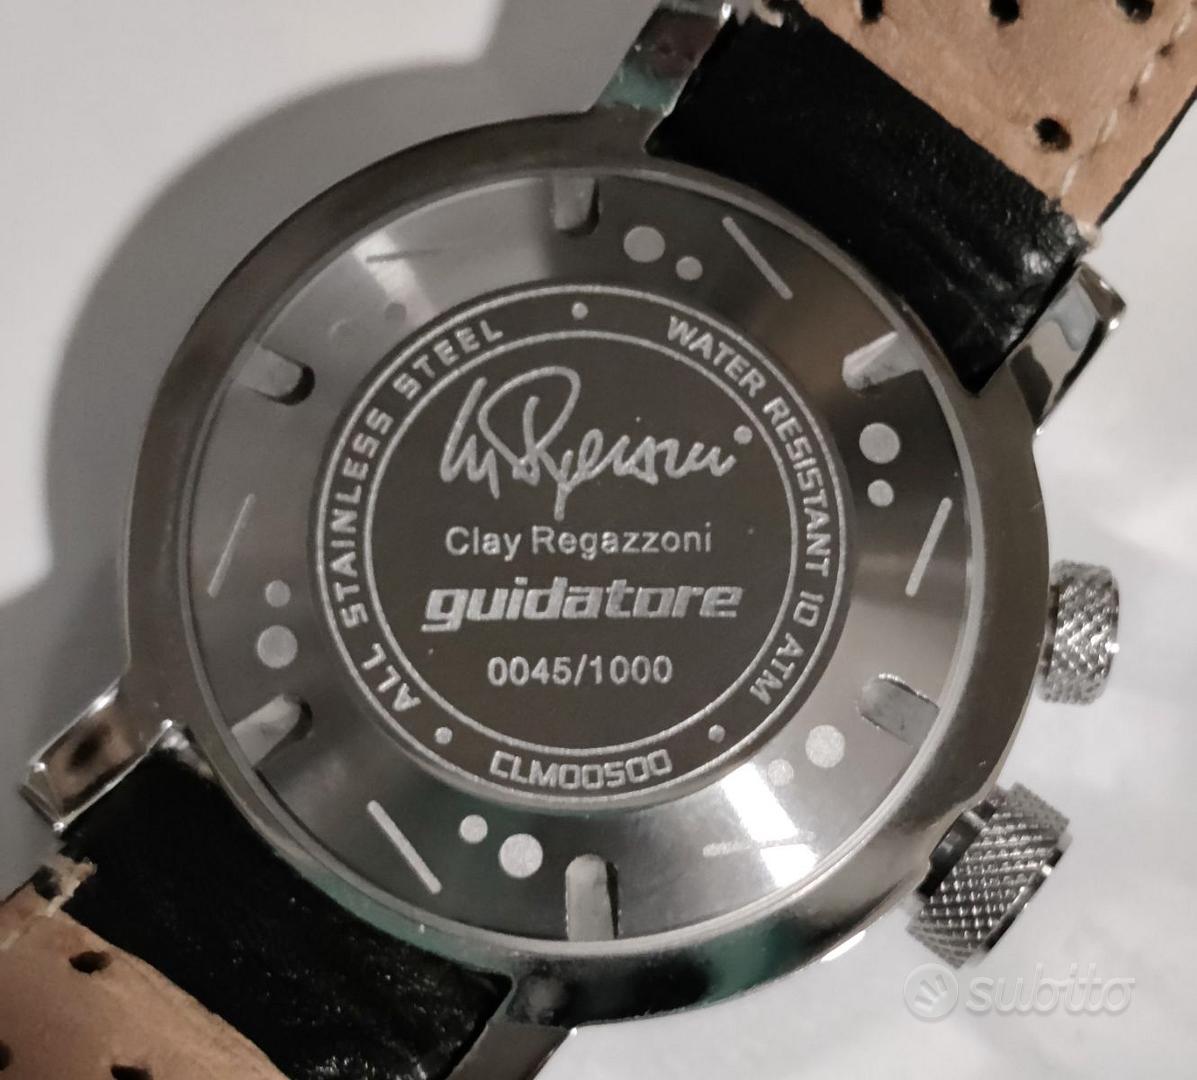 ALL STAINLESS STEEL
WATER RESISTANT 10 ATM
Clay Regazzoni
guidatore
0045/1000
CLM00500
subito